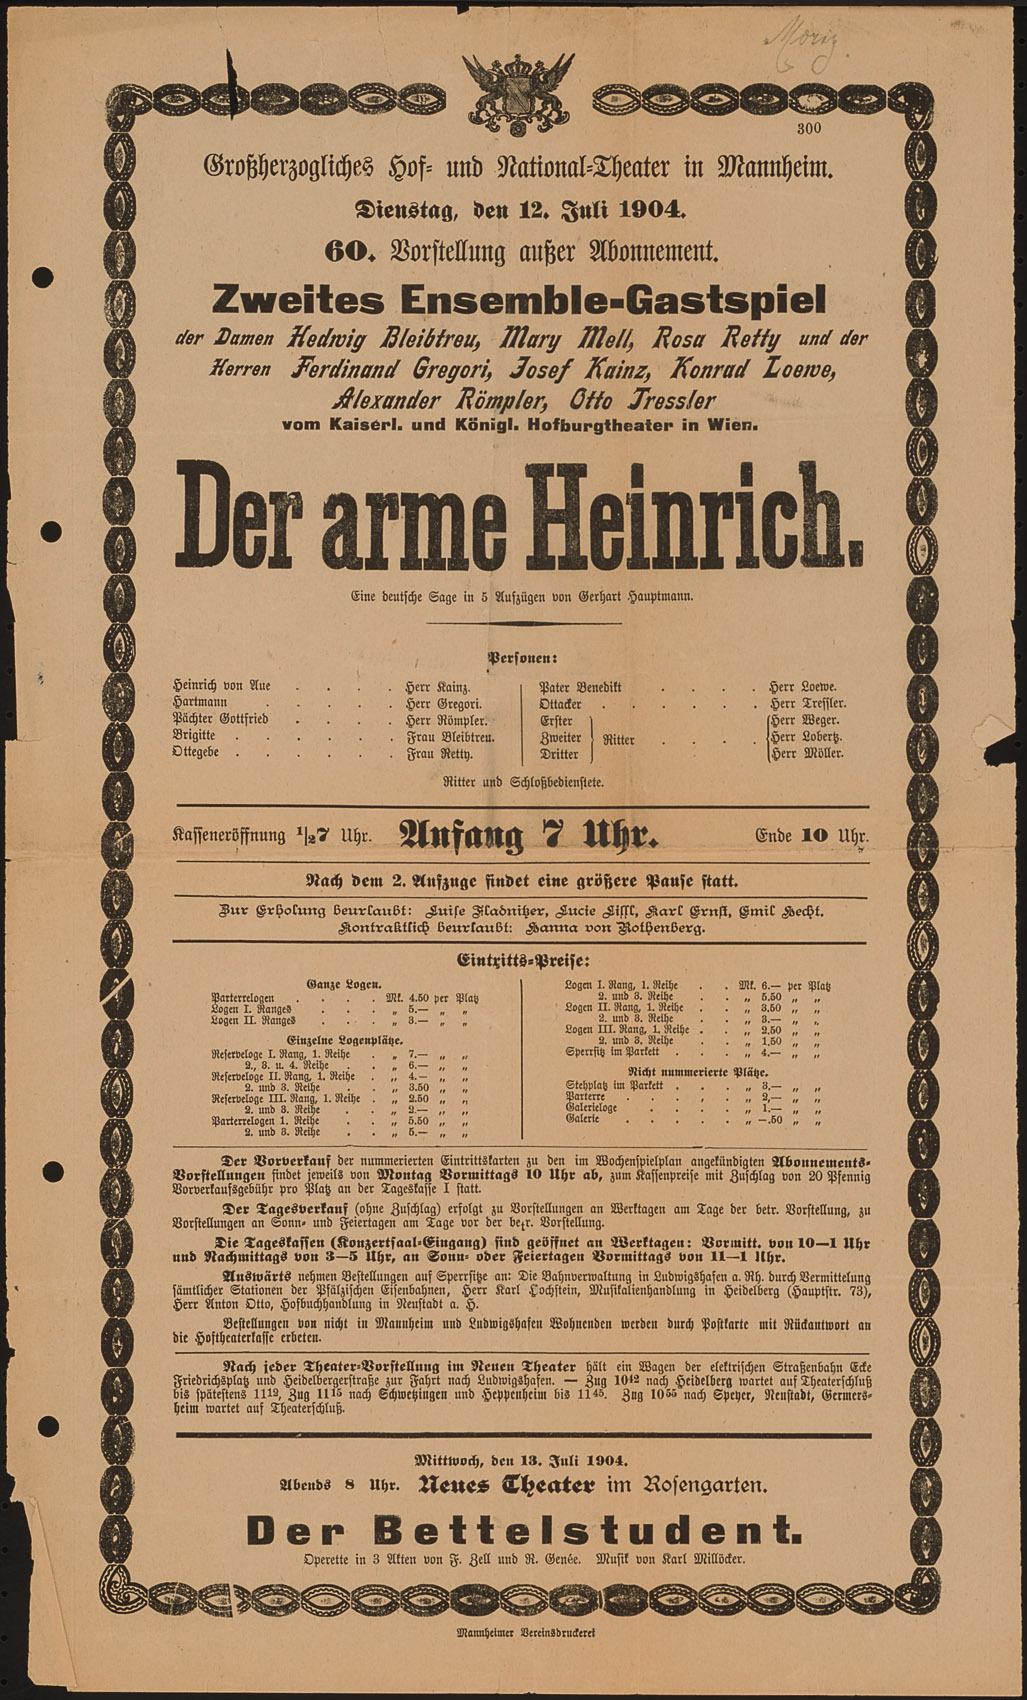 Moriz
300
Großherzogliches Hof- und National-Theater in Mannheim.
Dienstag, den 12. Juli 1904.
60. Vorstellung außer Abonnement.
Zweites Ensemble-Gastspiel
der Damen Hedwig Bleibtreu, Mary Mell, Rosa Retty und der
Herren Ferdinand Gregori, Josef Kainz, Konrad Loewe,
Alexander Römpler, Otto Tressler
vom Kaiserl. und Königl. Hofburgtheater in Wien.
Der arme Heinrich.
Eine deutsche Sage in 5 Aufzügen von Gerhart Hauptmann.
Personen:
Heinrich von Aue . . . . Herr Kainz.
Hartmann . . . . . Herr Gregori.
Pächter Gottfried . . . . Herr Römpler.
Brigitte . . . . . . Frau Bleibtreu.
Ottegebe . . . . . . Frau Retty.
Pater Benedikt . . . . Herr Loewe.
Ottacker . . . . . . Herr Tressler.
Erster Herr Weger.
Zweiter Ritter . . . . Herr Lobertz.
Dritter Herr Möller.
Ritter und Schloßbedienstete.
Kasseneröffnung 1/27 Uhr. Anfang 7 Uhr. Ende 10 Uhr.
Nach dem 2. Aufzuge findet eine größere Pause statt.
Zur Erholung beurlaubt: Luise Fladnitzer, Lucie Lissl, Karl Ernst, Emil Hecht.
Kontraktlich beurlaubt: Hanna von Rothenberg.
Eintritts-Preise:
Ganze Logen.
Parterrelogen . . . . Mk. 4.50 per Platz
Logen I. Ranges . . . . „ 5.— „ „
Logen II. Ranges . . . . „ 3.— „ „
Einzelne Logenplätze.
Reserveloge I. Rang, 1. Reihe . „ 7.— „ „
2., 3. u. 4. Reihe . . „ 6.— „ „
Reserveloge II. Rang, 1. Reihe . „ 4.— „ „
2. und 3. Reihe . . „ 3.50 „ „
Reserveloge III. Rang, 1. Reihe . „ 2.50 „ „
2. und 3. Reihe . . „ 2.— „ „
Parterrelogen 1. Reihe . . „ 5.50 „ „
2. und 3. Reihe . . „ 5.— „ „
Logen I. Rang, 1. Reihe . . Mk. 6.— per Platz
2. und 3. Reihe . . „ 5.50 „ „
Logen II. Rang, 1. Reihe . . „ 3.50 „ „
2. und 3. Reihe . . „ 3.— „ „
Logen III. Rang, 1. Reihe . . „ 2.50 „ „
2. und 3. Reihe . . „ 1.50 „ „
Sperrsitz im Parkett . . . „ 4.— „ „
Nicht nummerierte Plätze.
Stehplatz im Parkett . . . „ 3.— „ „
Parterre . . . . . „ 2.— „ „
Galerieloge . . . . „ 1.— „ „
Galerie . . . . . „ —.50 „ „
Der Vorverkauf der nummerierten Eintrittskarten zu den im Wochenspielplan angekündigten Abonnements-
Vorstellungen findet jeweils von Montag Vormittags 10 Uhr ab, zum Kassenpreise mit Zuschlag von 20 Pfennig
Vorverkaufsgebühr pro Platz an der Tageskasse I statt.
Der Tagesverkauf (ohne Zuschlag) erfolgt zu Vorstellungen an Werktagen am Tage der betr. Vorstellung, zu
Vorstellungen an Sonn- und Feiertagen am Tage vor der betr. Vorstellung.
Die Tageskassen (Konzertsaal-Eingang) sind geöffnet an Werktagen: Vormitt. von 10—1 Uhr
und Nachmittags von 3—5 Uhr, an Sonn- oder Feiertagen Vormittags von 11—1 Uhr.
Auswärts nehmen Bestellungen auf Sperrsitze an: Die Bahnverwaltung in Ludwigshafen a. Rh. durch Vermittelung
sämtlicher Stationen der Pfälzischen Eisenbahnen, Herr Karl Hochstein, Musikalienhandlung in Heidelberg (Hauptstr. 73),
Herr Anton Otto, Hofbuchhandlung in Neustadt a. H.
Bestellungen von nicht in Mannheim und Ludwigshafen Wohnenden werden durch Postkarte mit Rückantwort an
die Hoftheaterkasse erbeten.
Nach jeder Theater-Vorstellung im Neuen Theater hält ein Wagen der elektrischen Straßenbahn Ecke
Friedrichsplatz und Heidelbergerstraße zur Fahrt nach Ludwigshafen. — Zug 1042 nach Heidelberg wartet auf Theaterschluß
bis spätestens 1112, Zug 1115 nach Schwetzingen und Heppenheim bis 1145. Zug 1055 nach Speyer, Neustadt, Germers-
heim wartet auf Theaterschluß.
Mittwoch, den 13. Juli 1904.
Abends 8 Uhr. Neues Theater im Rosengarten.
Der Bettelstudent.
Operette in 3 Akten von F. Zell und R. Genée. Musik von Karl Millöcker.
Mannheimer Vereinsdruckerei